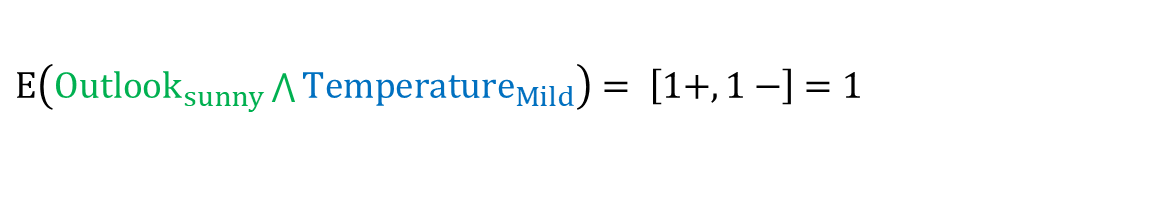 E(Outlook_sunny ∧ Temperature_Mild) = [1+, 1 −] = 1